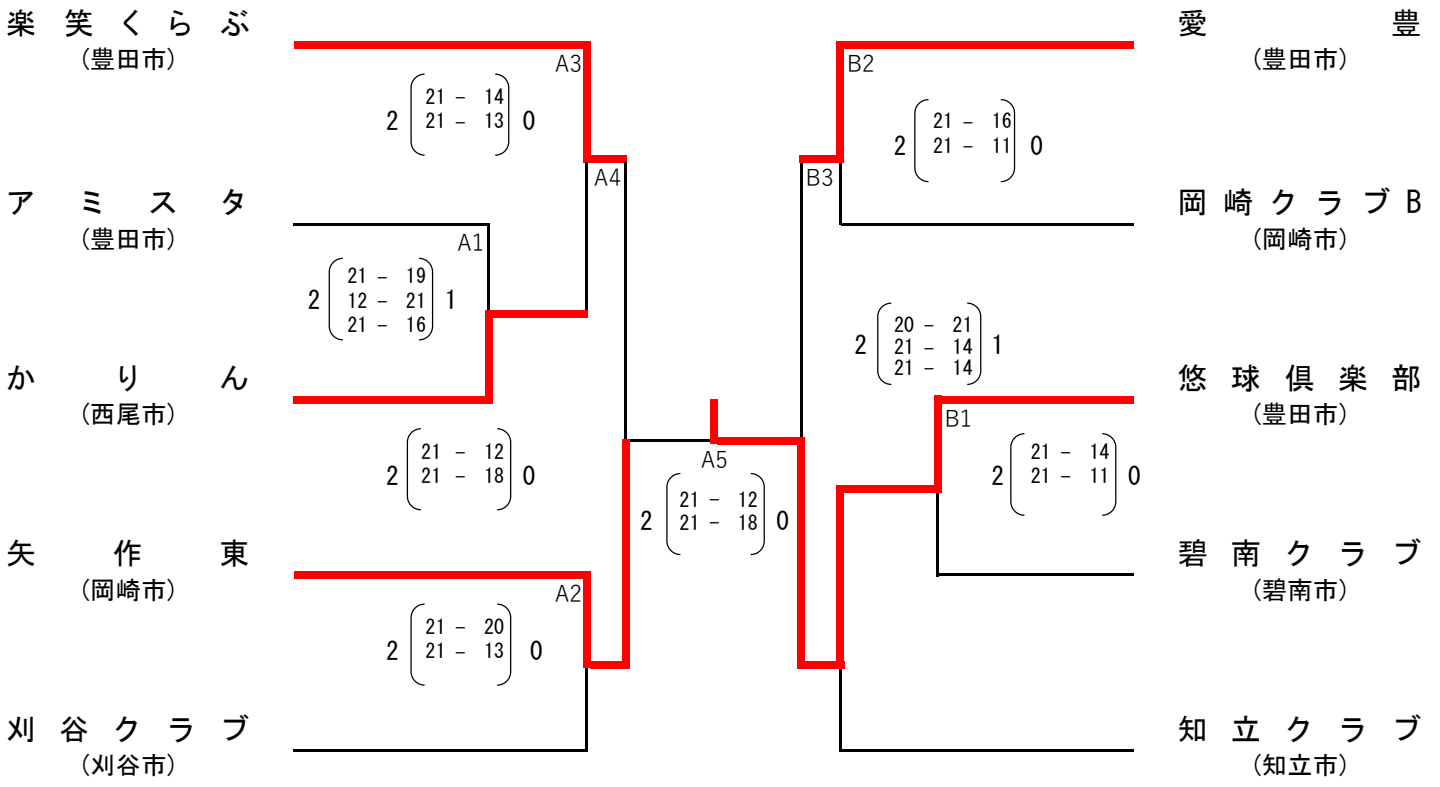 楽笑くらぶ
(豊田市)
アミスタ
(豊田市)
かりん
(西尾市)
矢作東
(岡崎市)
刈谷クラブ
(刈谷市)
A3
2 21 － 14 0
21 － 13
A4
A1
21 － 19
2 12 － 21 1
21 － 16
2 21 － 12 0
21 － 18
A2
2 21 － 20 0
21 － 13
A5
2 21 － 12 0
21 － 18
B2
2 21 － 16 0
21 － 11
B3
20 － 21
2 21 － 14 1
21 － 14
B1
2 21 － 14 0
21 － 11
愛豊
(豊田市)
岡崎クラブB
(岡崎市)
悠球倶楽部
(豊田市)
碧南クラブ
(碧南市)
知立クラブ
(知立市)